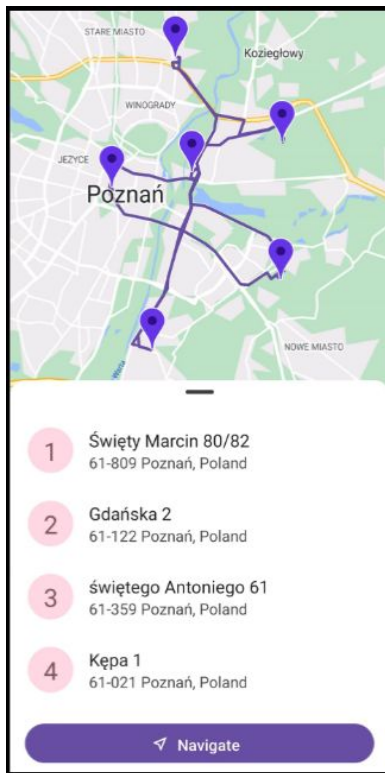 STARE MIASTO
Koziegłowy
WINOGRADY
JEŻYCE
Poznań
NOWE MIASTO
Warta
1
Święty Marcin 80/82
61-809 Poznań, Poland
2
Gdańska 2
61-122 Poznań, Poland
3
świętego Antoniego 61
61-359 Poznań, Poland
4
Kępa 1
61-021 Poznań, Poland
Navigate